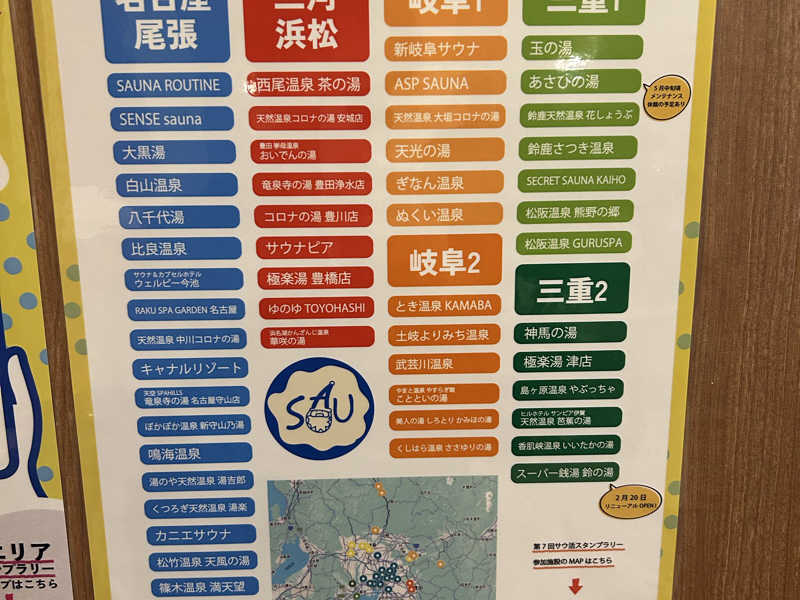 名古屋
尾張
SAUNA ROUTINE
SENSE sauna
大黒湯
白山温泉
八千代湯
比良温泉
サウナ&カプセルホテル
ウェルビー今池
RAKU SPA GARDEN 名古屋
天然温泉 中川コロナの湯
キャナルリゾート
天空 SPAHILLS
竜泉寺の湯 名古屋守山店
ぽかぽか温泉 新守山乃湯
鳴海温泉
湯のや天然温泉 湯吉郎
くつろぎ天然温泉 湯楽
カニエサウナ
松竹温泉 天風の湯
篠木温泉 満天望
三河
浜松
西尾温泉 茶の湯
天然温泉コロナの湯 安城店
豊田 挙母温泉
おいでんの湯
竜泉寺の湯 豊田浄水店
コロナの湯 豊川店
サウナピア
極楽湯 豊橋店
ゆのゆ TOYOHASHI
浜名湖かんざんじ温泉
華咲の湯
SAU
岐阜1
新岐阜サウナ
ASP SAUNA
天然温泉 大垣コロナの湯
天光の湯
ぎなん温泉
ぬくい温泉
岐阜2
とき温泉 KAMABA
土岐よりみち温泉
武芸川温泉
やまと温泉 やすらぎ館
ことといの湯
美人の湯 しろとり かみほの湯
くしはら温泉 ささゆりの湯
三重1
玉の湯
あさひの湯
5月中旬頃
メンテナンス
休館の予定あり
鈴鹿天然温泉 花しょうぶ
鈴鹿さつき温泉
SECRET SAUNA KAIHO
松阪温泉 熊野の郷
松阪温泉 GURUSPA
三重2
神馬の湯
極楽湯 津店
島ヶ原温泉 やぶっちゃ
ヒルホテル サンピア伊賀
天然温泉 芭蕉の湯
香肌峡温泉 いいたかの湯
スーパー銭湯 鈴の湯
2月20日
リニューアルOPEN!
第7回サウ活スタンプラリー
参加施設のMAPはこちら
エリア
プラリー
プはこちら